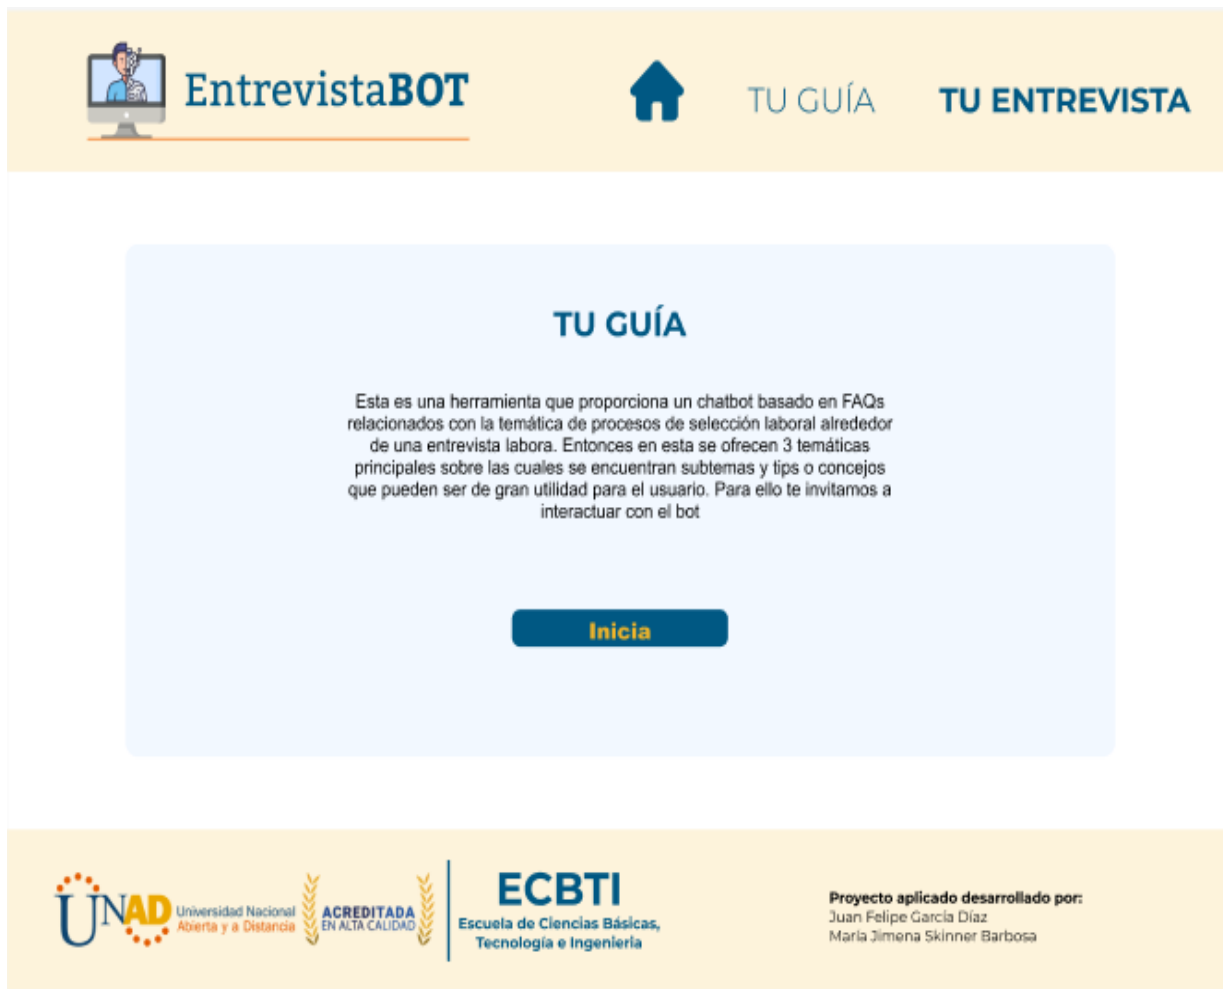 EntrevistaBOT
TU GUÍA
TU ENTREVISTA
TU GUÍA
Esta es una herramienta que proporciona un chatbot basado en FAQs
relacionados con la temática de procesos de selección laboral alrededor
de una entrevista labora. Entonces en esta se ofrecen 3 temáticas
principales sobre las cuales se encuentran subtemas y tips o concejos
que pueden ser de gran utilidad para el usuario. Para ello te invitamos a
interactuar con el bot
Inicia
UNAD
Universidad Nacional
Abierta y a Distancia
ACREDITADA
EN ALTA CALIDAD
ECBTI
Escuela de Ciencias Básicas,
Tecnología e Ingeniería
Proyecto aplicado desarrollado por:
Juan Felipe García Díaz
María Jimena Skinner Barbosa